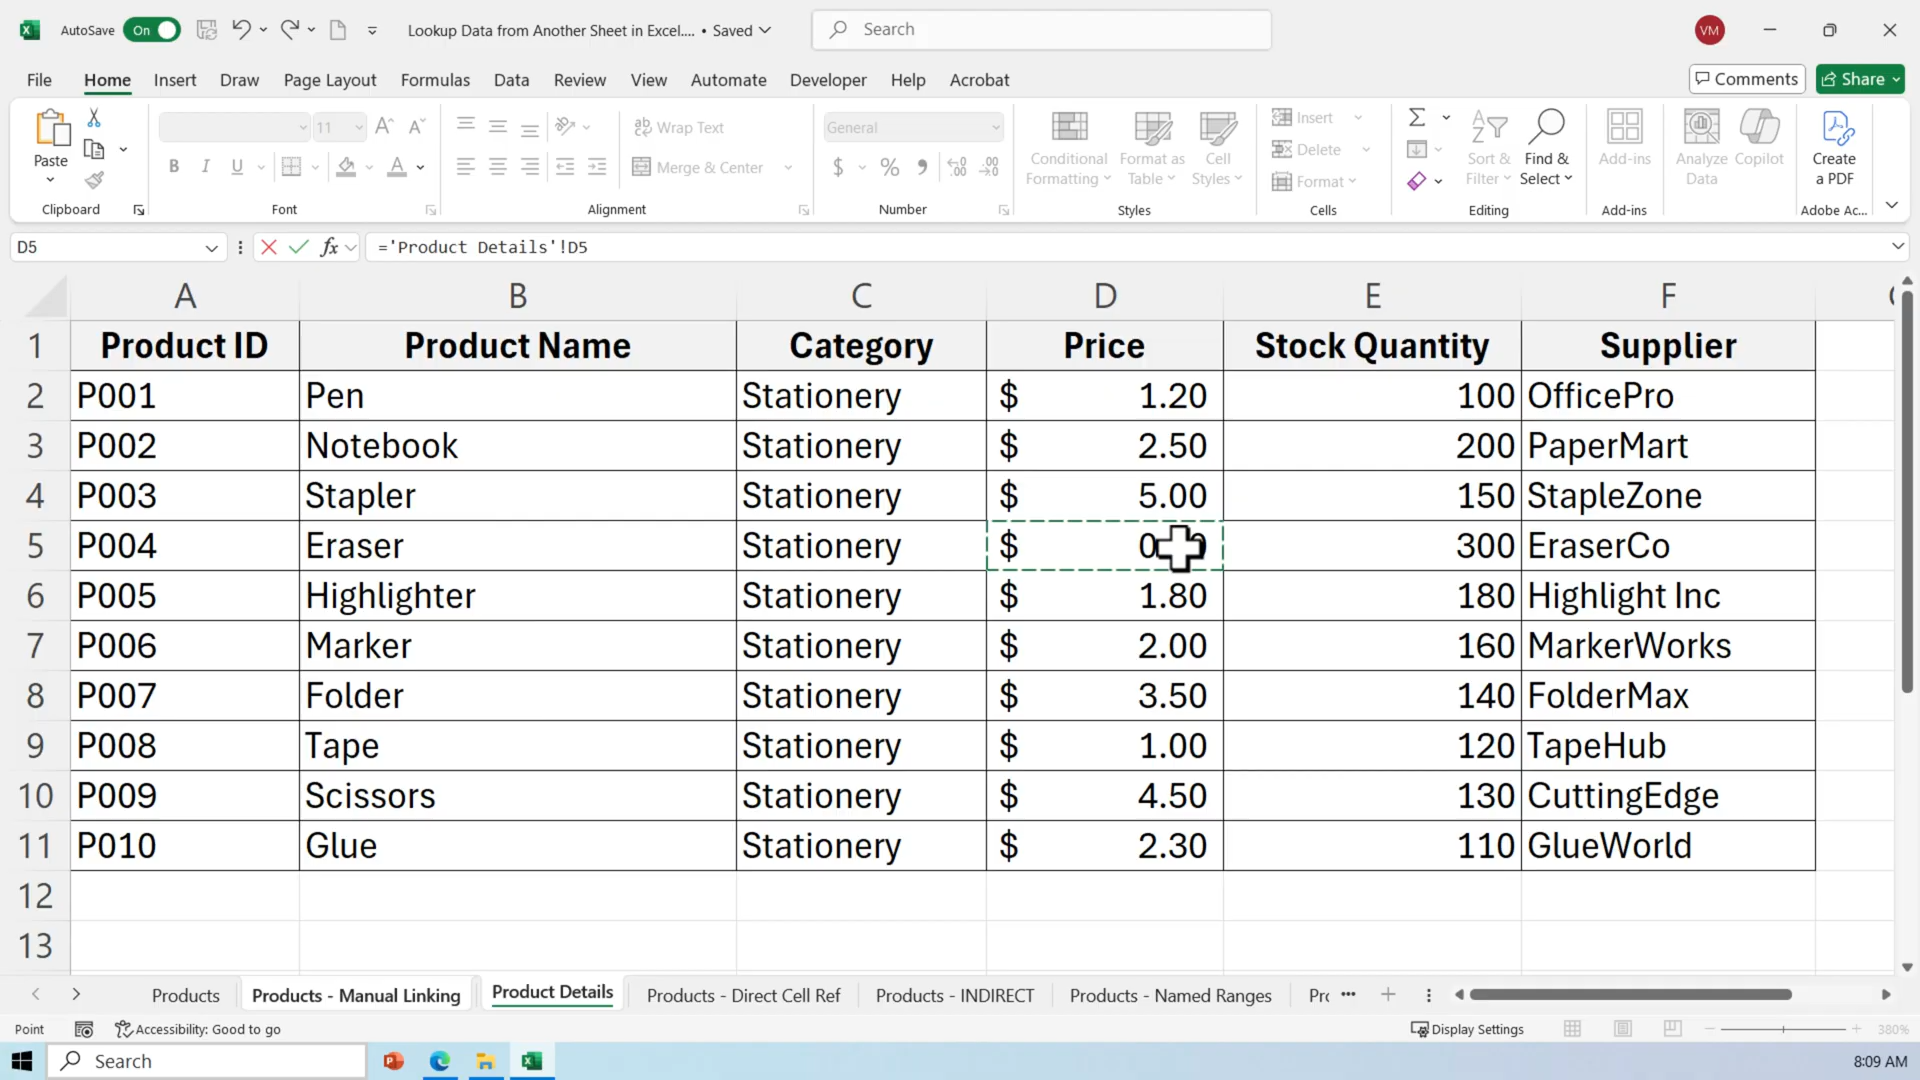 AutoSave On Lookup Data from Another Sheet in Excel.... • Saved Search VM
File Home Insert Draw Page Layout Formulas Data Review View Automate Developer Help Acrobat Comments Share
Paste 11 A^ A˅ ab Wrap Text General Conditional Formatting Format as Table Cell Styles Insert Σ Sort & Filter Find & Select Add-ins Analyze Data Copilot Create a PDF
B I U A Merge & Center $ % , Delete
Format
Clipboard Font Alignment Number Styles Cells Editing Add-ins Adobe Ac...
D5 fx ='Product Details'!D5
A B C D E F
1 Product ID Product Name Category Price Stock Quantity Supplier
2 P001 Pen Stationery $ 1.20 100 OfficePro
3 P002 Notebook Stationery $ 2.50 200 PaperMart
4 P003 Stapler Stationery $ 5.00 150 StapleZone
5 P004 Eraser Stationery $ 300 EraserCo
6 P005 Highlighter Stationery $ 1.80 180 Highlight Inc
7 P006 Marker Stationery $ 2.00 160 MarkerWorks
8 P007 Folder Stationery $ 3.50 140 FolderMax
9 P008 Tape Stationery $ 1.00 120 TapeHub
10 P009 Scissors Stationery $ 4.50 130 CuttingEdge
11 P010 Glue Stationery $ 2.30 110 GlueWorld
12
13
Products Products - Manual Linking Product Details Products - Direct Cell Ref Products - INDIRECT Products - Named Ranges
Point Accessibility: Good to go Display Settings 380%
Search 8:09 AM